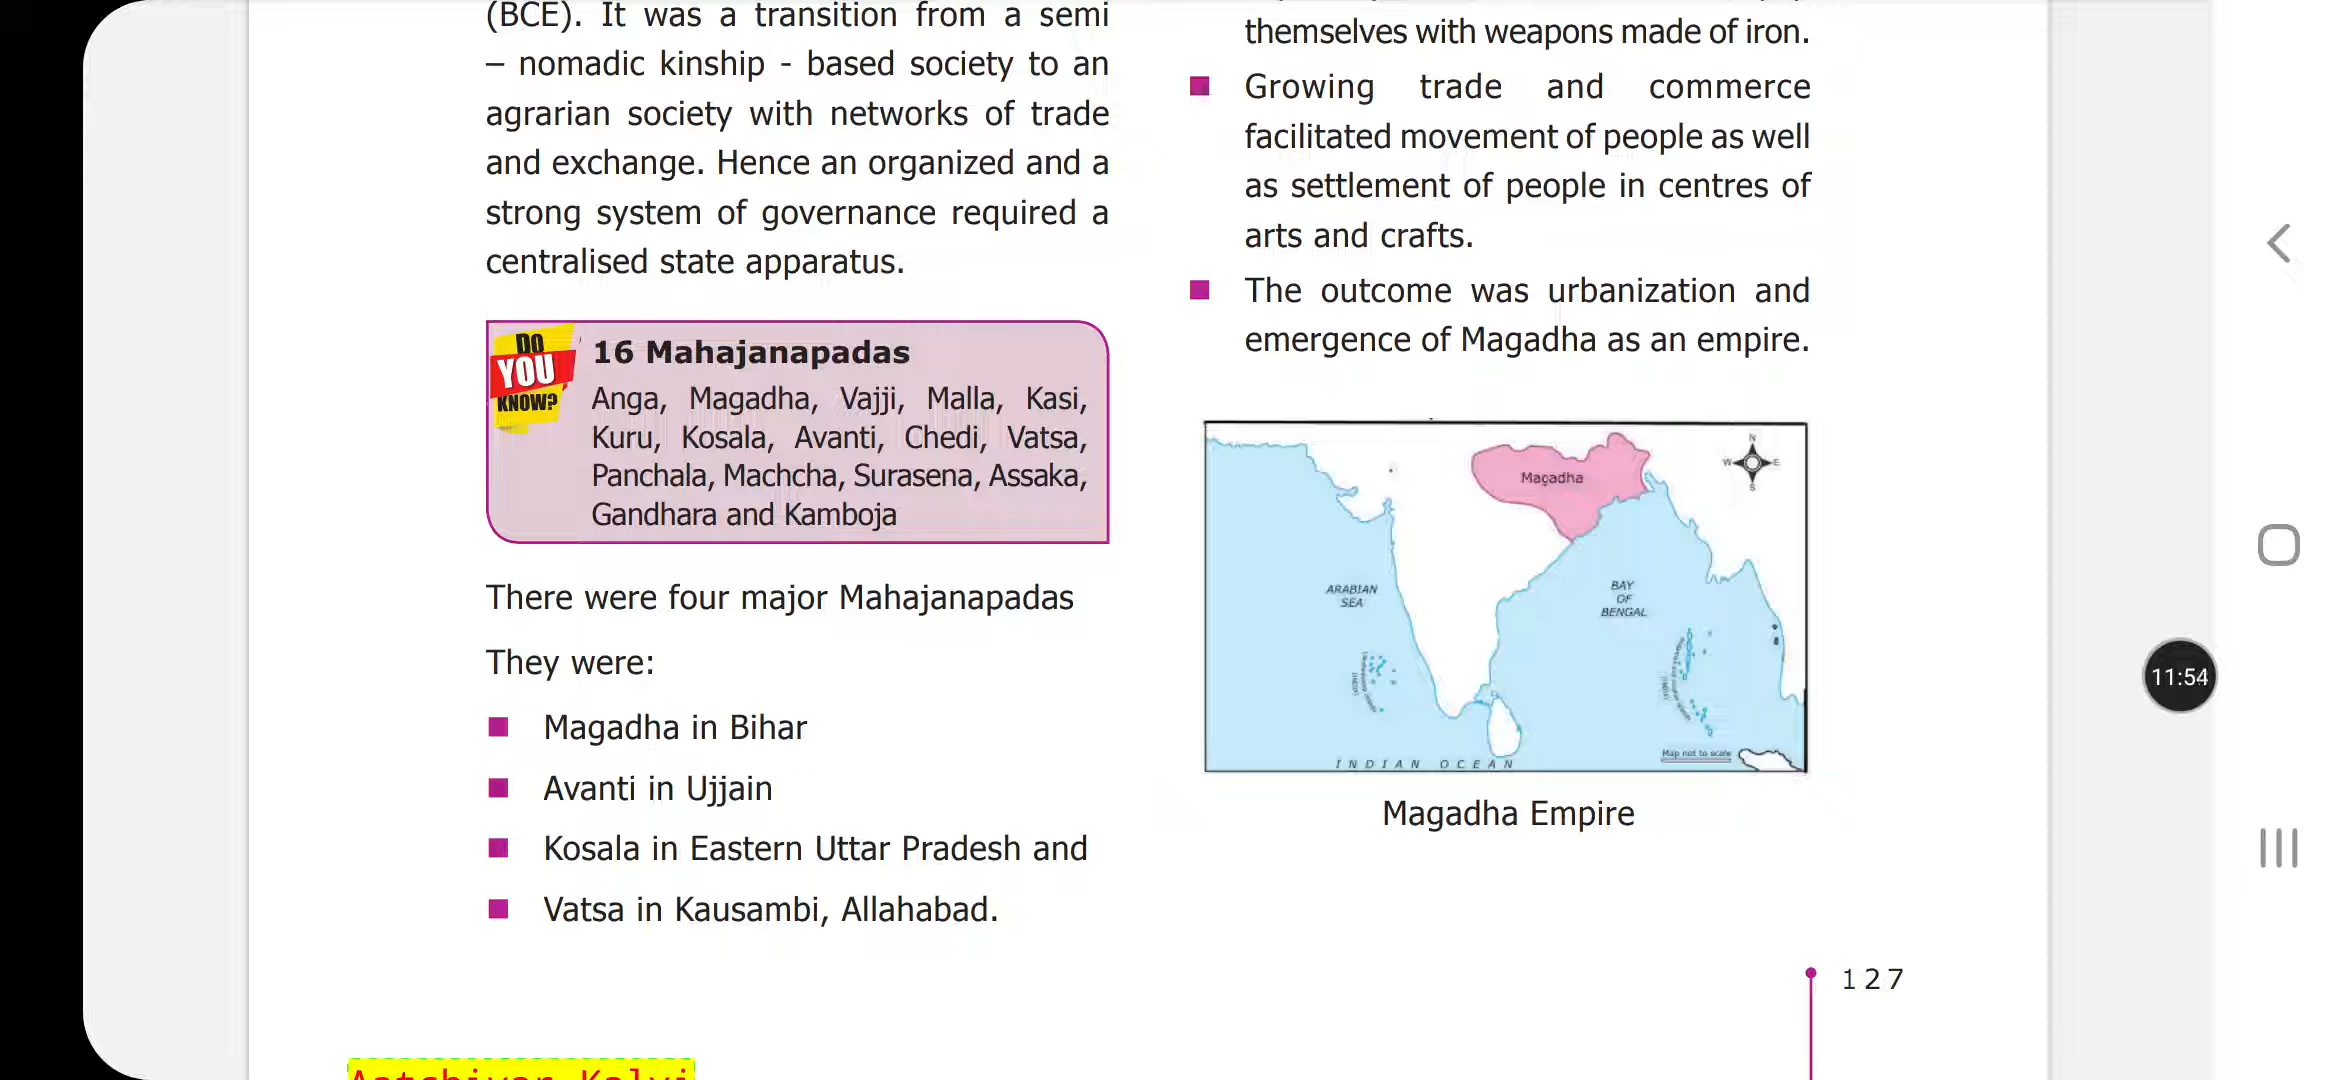 (BCE). It was a transition from a semi
– nomadic kinship - based society to an
agrarian society with networks of trade
and exchange. Hence an organized and a
strong system of governance required a
centralised state apparatus.
DO
YOU
KNOW?
16 Mahajanapadas
Anga, Magadha, Vajji, Malla, Kasi,
Kuru, Kosala, Avanti, Chedi, Vatsa,
Panchala, Machcha, Surasena, Assaka,
Gandhara and Kamboja
There were four major Mahajanapadas
They were:
■ Magadha in Bihar
■ Avanti in Ujjain
■ Kosala in Eastern Uttar Pradesh and
■ Vatsa in Kausambi, Allahabad.
themselves with weapons made of iron.
■ Growing trade and commerce
facilitated movement of people as well
as settlement of people in centres of
arts and crafts.
■ The outcome was urbanization and
emergence of Magadha as an empire.
Magadha
N
W E
S
ARABIAN
SEA
BAY
OF
BENGAL
INDIAN OCEAN
Map not to scale
Magadha Empire
127
11:54
Aatchiyar Kalvi